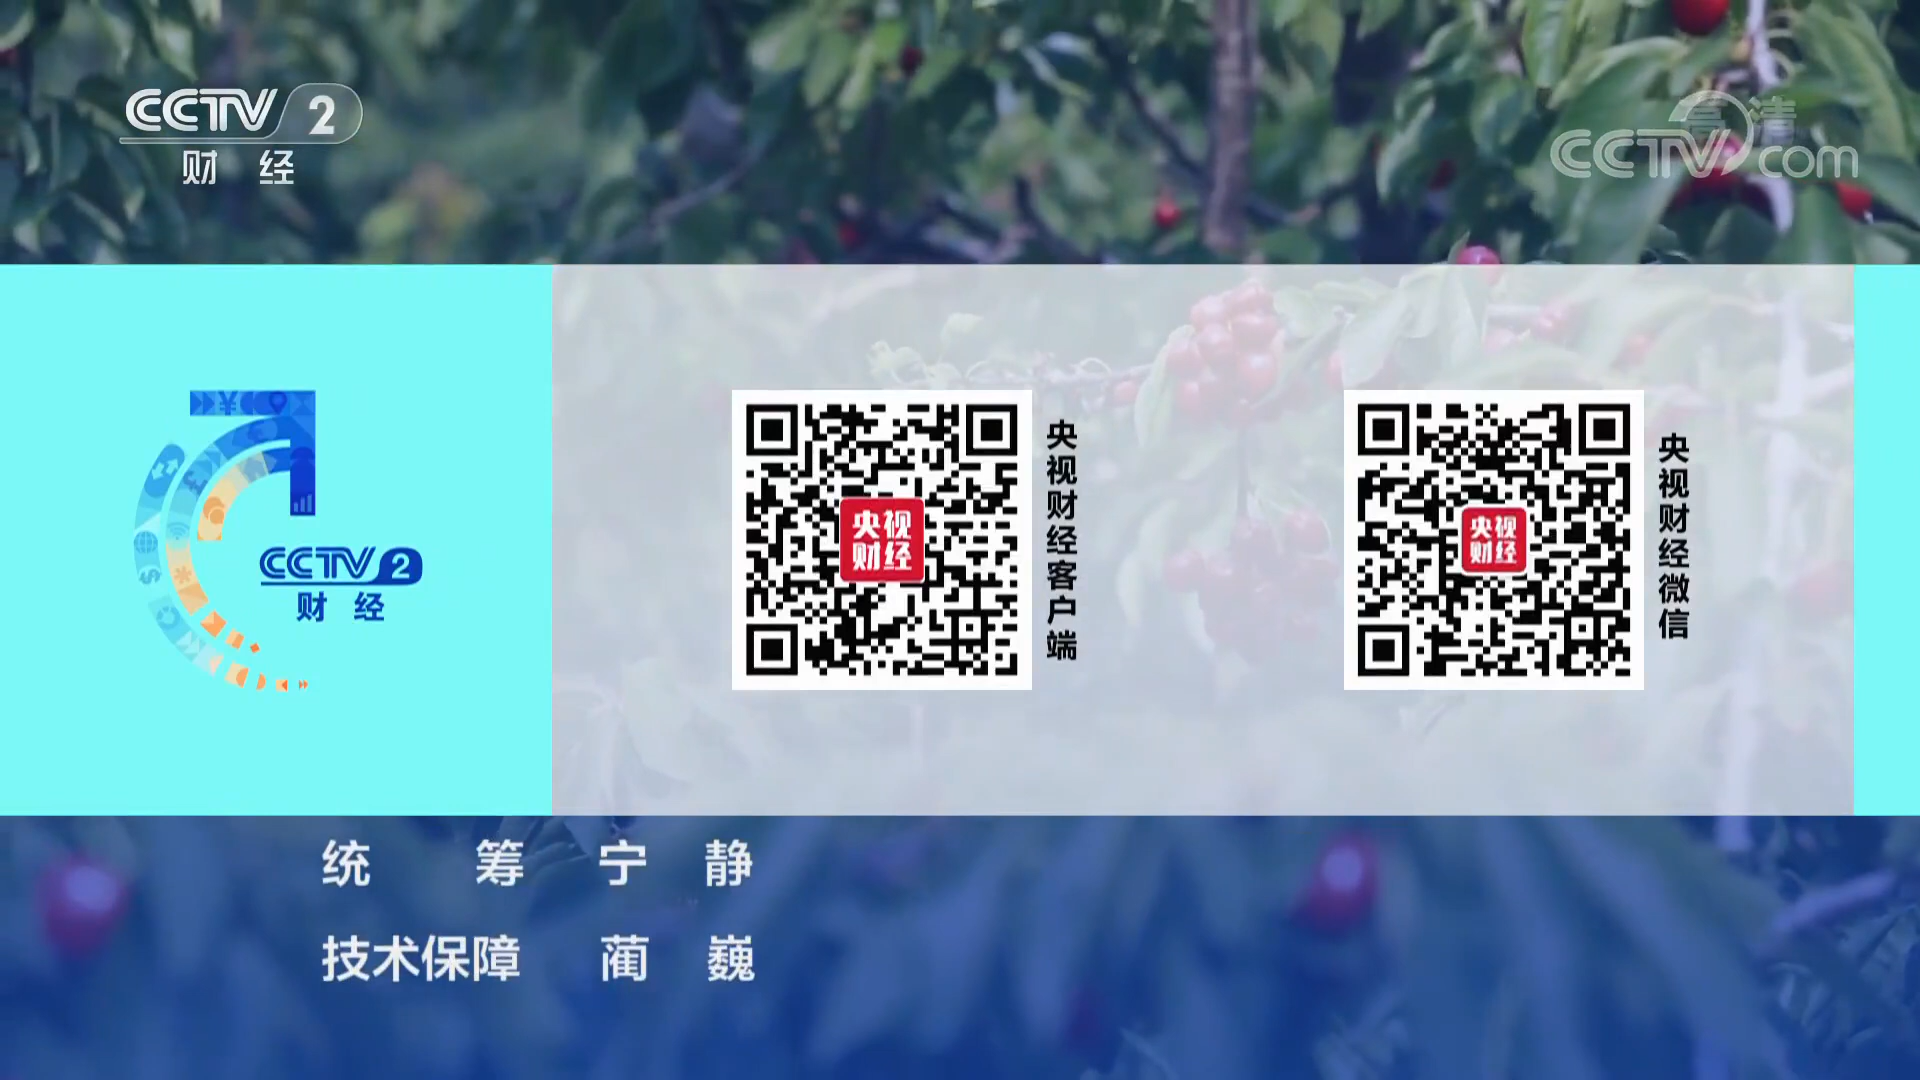 CCTV 2
财 经
高清
CCTV com
CCTV 2
财 经
央视
财经
央视财经客户端
央视
财经
央视财经微信
统 筹 宁 静
技术保障 蔺 巍